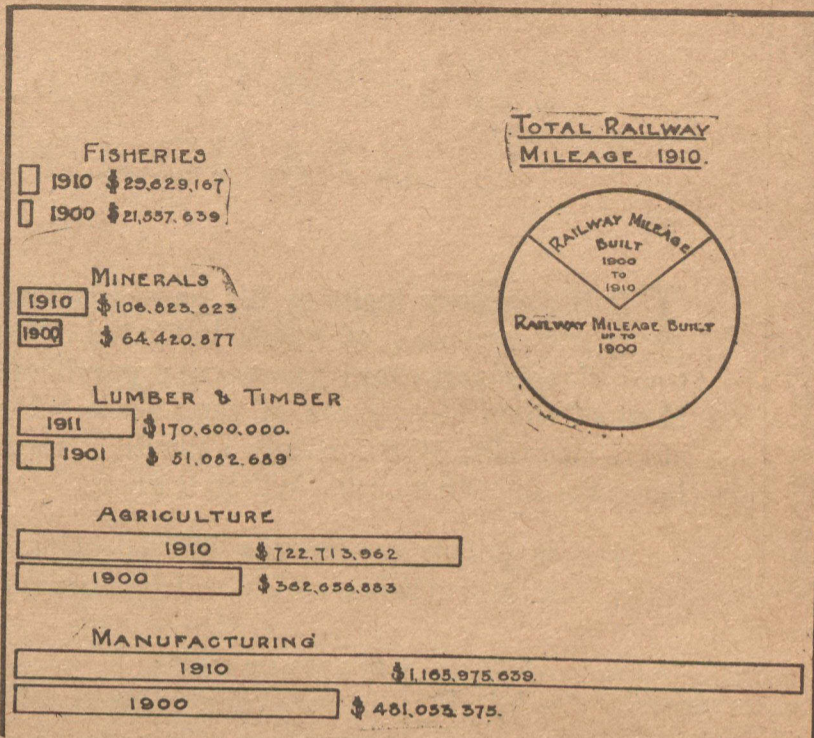 FISHERIES
1910 $29,629,167
1900 $21,557,639
MINERALS
1910 $106,823,623
1900 $64,420,877
LUMBER & TIMBER
1911 $170,600,000.
1901 $51,082,689
AGRICULTURE
1910 $722,713,962
1900 $362,656,883
MANUFACTURING
1910 $1,165,975,639.
1900 $481,053,375.
TOTAL RAILWAY
MILEAGE 1910.
RAILWAY MILEAGE
BUILT
1900
TO
1910
RAILWAY MILEAGE BUILT
UP TO
1900